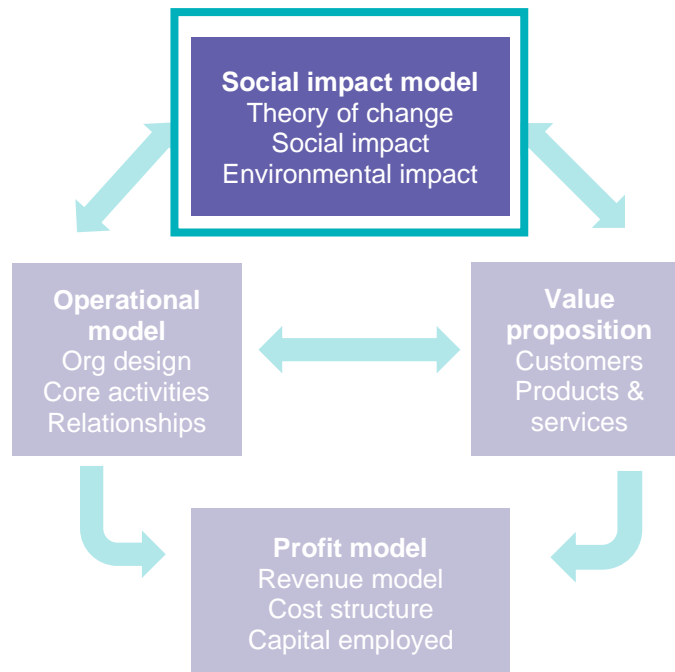 Social impact model
Theory of change
Social impact
Environmental impact
Operational
model
Org design
Core activities
Relationships
Value
proposition
Customers
Products &
services
Profit model
Revenue model
Cost structure
Capital employed